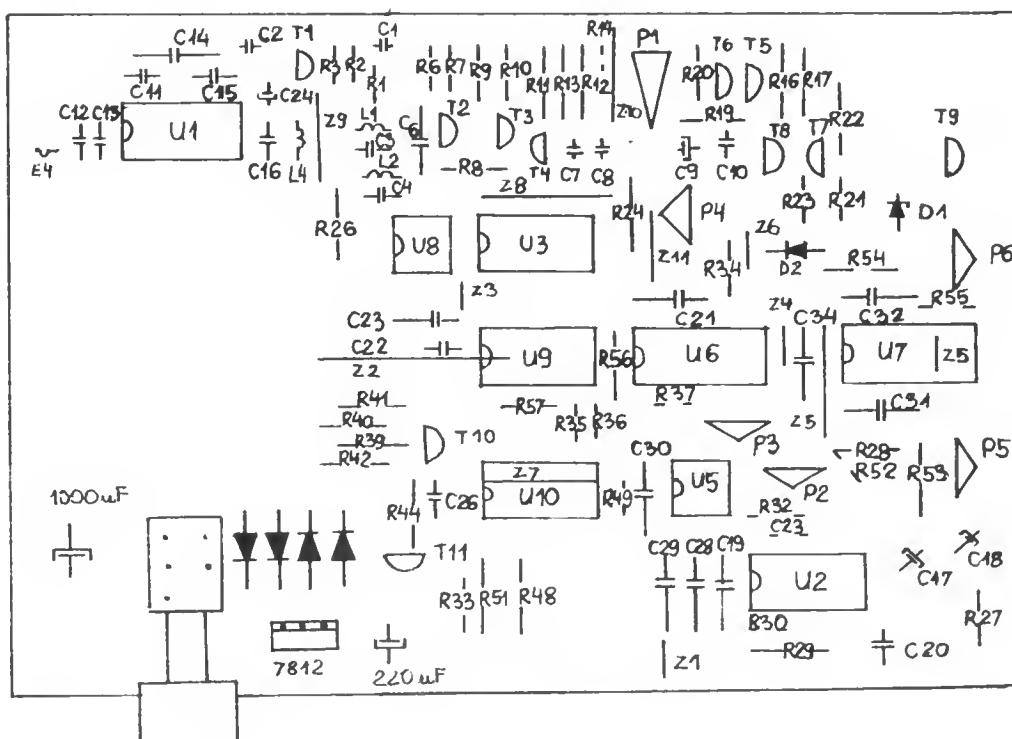 C14 C2 T1 C1 R14 P1 T6 T5
R3 R2 R1 R6 R7 R9 R10 R11 R13 R12 R20 R16 R17
C11 C15 C24 Z10 R19 R22 T9
C12 C13 U1 Z9 L1 C3 C6 T2 T3 T8 T7
E4 C16 L4 L2 C4 R8 T4 C7 C8 C9 C10
Z8 R24 P4 R23 R21 D1
R26 U8 U3 Z11 R34 Z6 D2 R54 P6
Z3 C21 Z4 C34 C32 R55
C23
C22 U9 R56 U6 U7 Z5
Z2
R41 R57 R37 C31
R40 R35 R36 Z5
R39 T10 P3 R28 P5
R42 Z7 C30 U5 R52 R53
1000uF R44 C26 U10 R49 P2
R32
C23
T11 C29 C28 C19 C18
R33 R51 R48 U2 C17
B30 R27
7812 220uF Z1 R29 C20